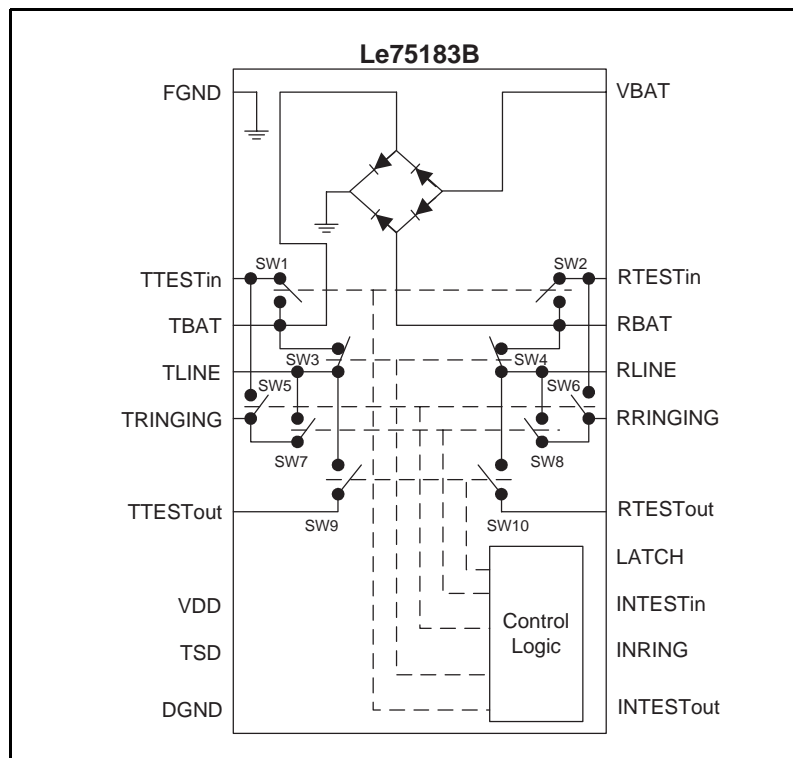 Le75183B
FGND
VBAT
SW1
SW2
TTESTin
RTESTin
TBAT
RBAT
SW3
SW4
TLINE
RLINE
SW5
SW6
TRINGING
RRINGING
SW7
SW8
TTESTout
SW9
SW10
RTESTout
LATCH
VDD
INTESTin
Control
Logic
TSD
INRING
DGND
INTESTout